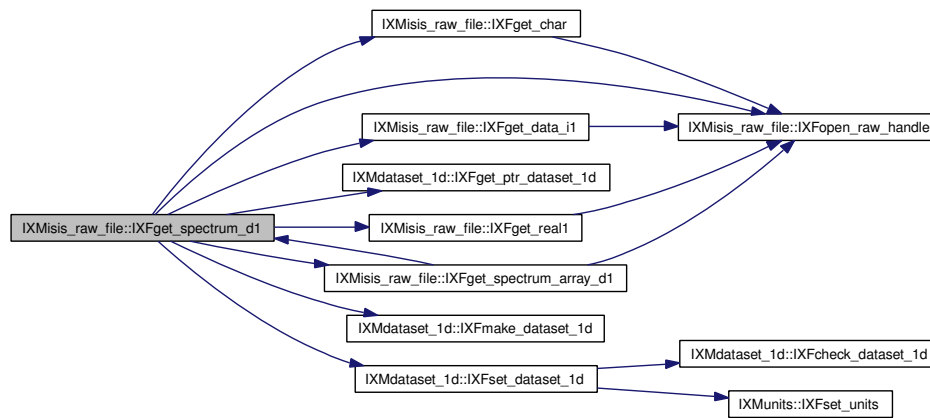 IXMisis_raw_file::IXFget_char
IXMisis_raw_file::IXFget_data_i1
IXMisis_raw_file::IXFopen_raw_handle
IXMdataset_1d::IXFget_ptr_dataset_1d
IXMisis_raw_file::IXFget_spectrum_d1
IXMisis_raw_file::IXFget_real1
IXMisis_raw_file::IXFget_spectrum_array_d1
IXMdataset_1d::IXFmake_dataset_1d
IXMdataset_1d::IXFcheck_dataset_1d
IXMdataset_1d::IXFset_dataset_1d
IXMunits::IXFset_units